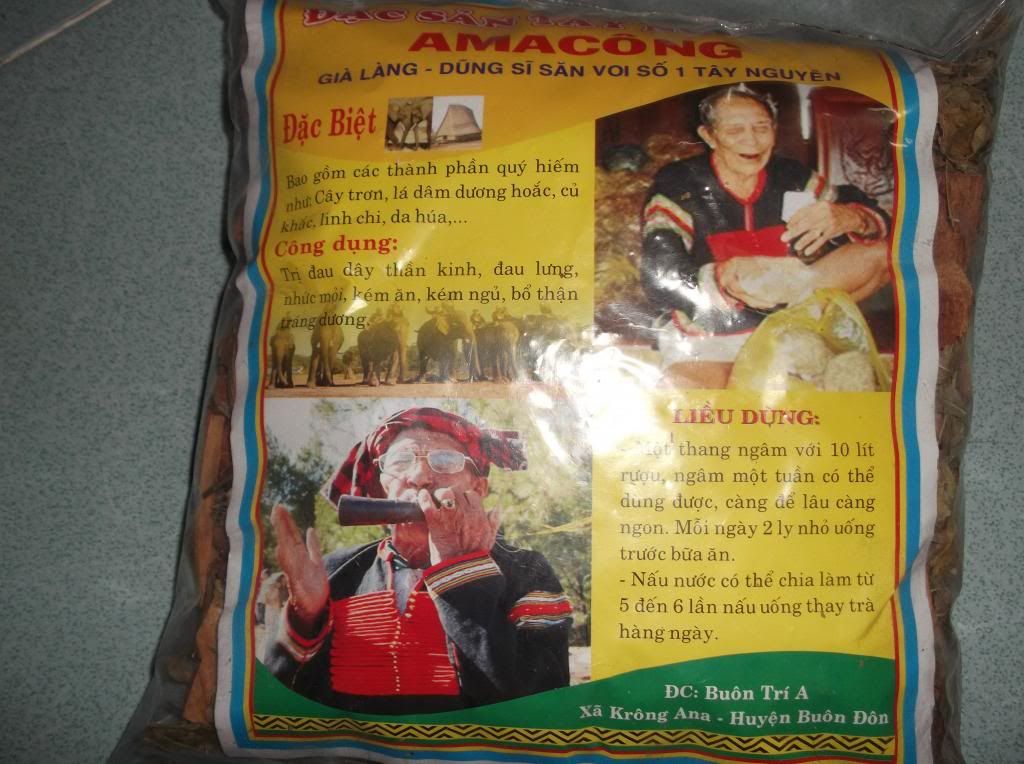 ĐẶC SẢN TÂY
AMACÔNG
GIÀ LÀNG - DŨNG SĨ SĂN VOI SỐ 1 TÂY NGUYÊN
Đặc Biệt
Bao gồm các thành phần quý hiếm
như: Cây trơn, lá dâm dương hoắc, củ
khác, linh chi, da húa,...
Công dụng:
Trị đau dây thần kinh, đau lưng,
nhức mỏi, kém ăn, kém ngủ, bổ thận
tráng dương.
LIỀU DỤNG:
- Một thang ngâm với 10 lít
rượu, ngâm một tuần có thể
dùng được, càng để lâu càng
ngon. Mỗi ngày 2 ly nhỏ uống
trước bữa ăn.
- Nấu nước có thể chia làm từ
5 đến 6 lần nấu uống thay trà
hàng ngày.
ĐC: Buôn Trí A
Xã Krông Ana - Huyện Buôn Đôn